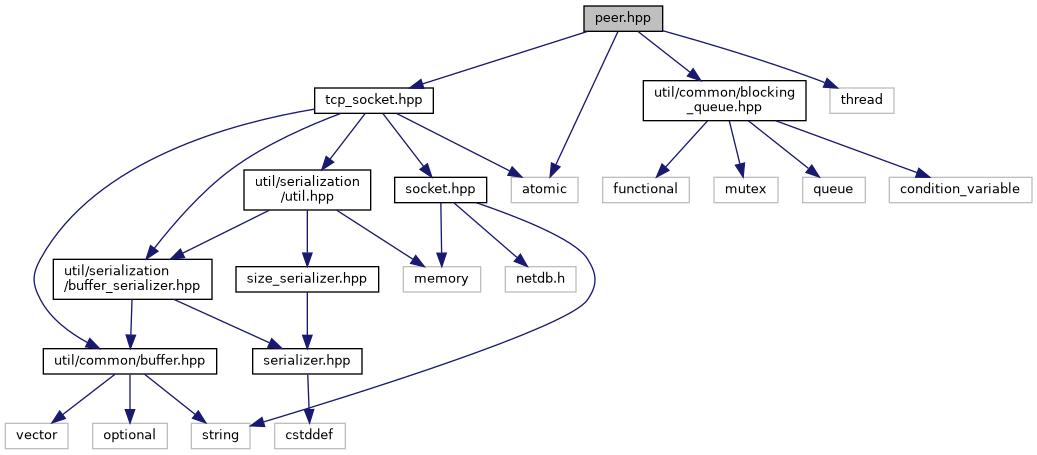 peer.hpp
tcp_socket.hpp
util/common/blocking
_queue.hpp
thread
util/serialization
/util.hpp
socket.hpp
atomic
functional
mutex
queue
condition_variable
util/serialization
/buffer_serializer.hpp
size_serializer.hpp
memory
netdb.h
util/common/buffer.hpp
serializer.hpp
vector
optional
string
cstddef